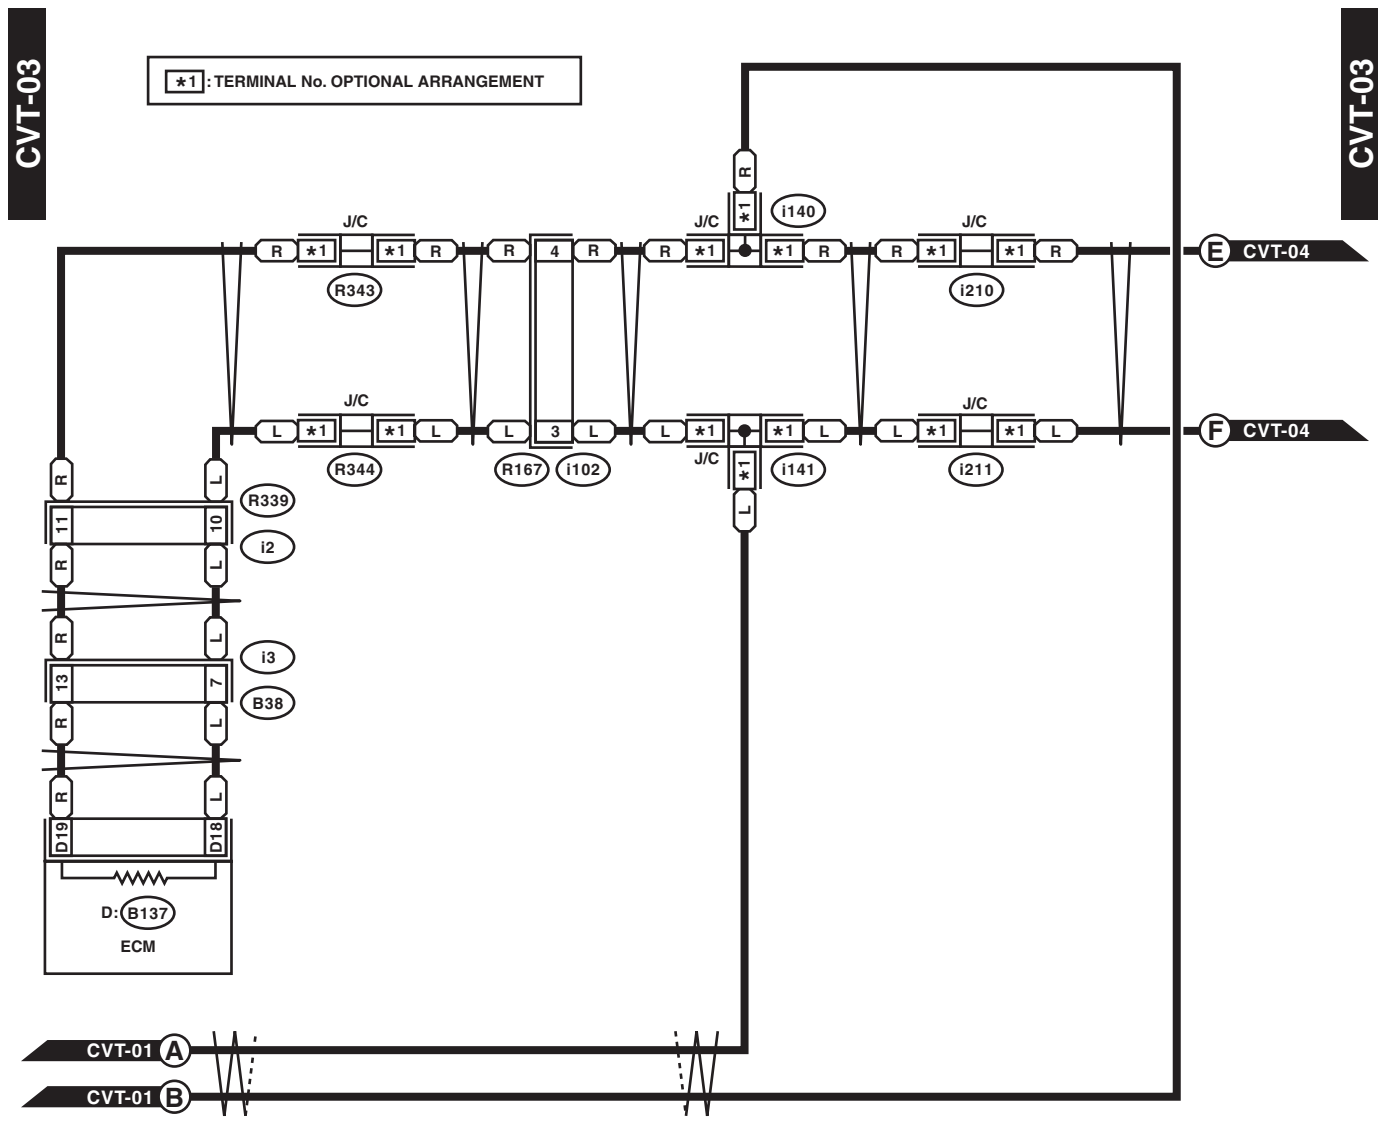 CVT-03
CVT-03
*1 : TERMINAL No. OPTIONAL ARRANGEMENT
R
*1
J/C
J/C
i140
J/C
R *1 *1 R R 4 R R *1 *1 R R *1 *1 R E CVT-04
R343
i210
J/C
J/C
L *1 *1 L L 3 L L *1 *1 L L *1 *1 L F CVT-04
J/C
R344
R167
i102
*1
i141
i211
L
R L
R339
11 10
i2
R L
R L
i3
13 7
B38
R L
R L
D19 D18
D: B137
ECM
CVT-01 A
CVT-01 B